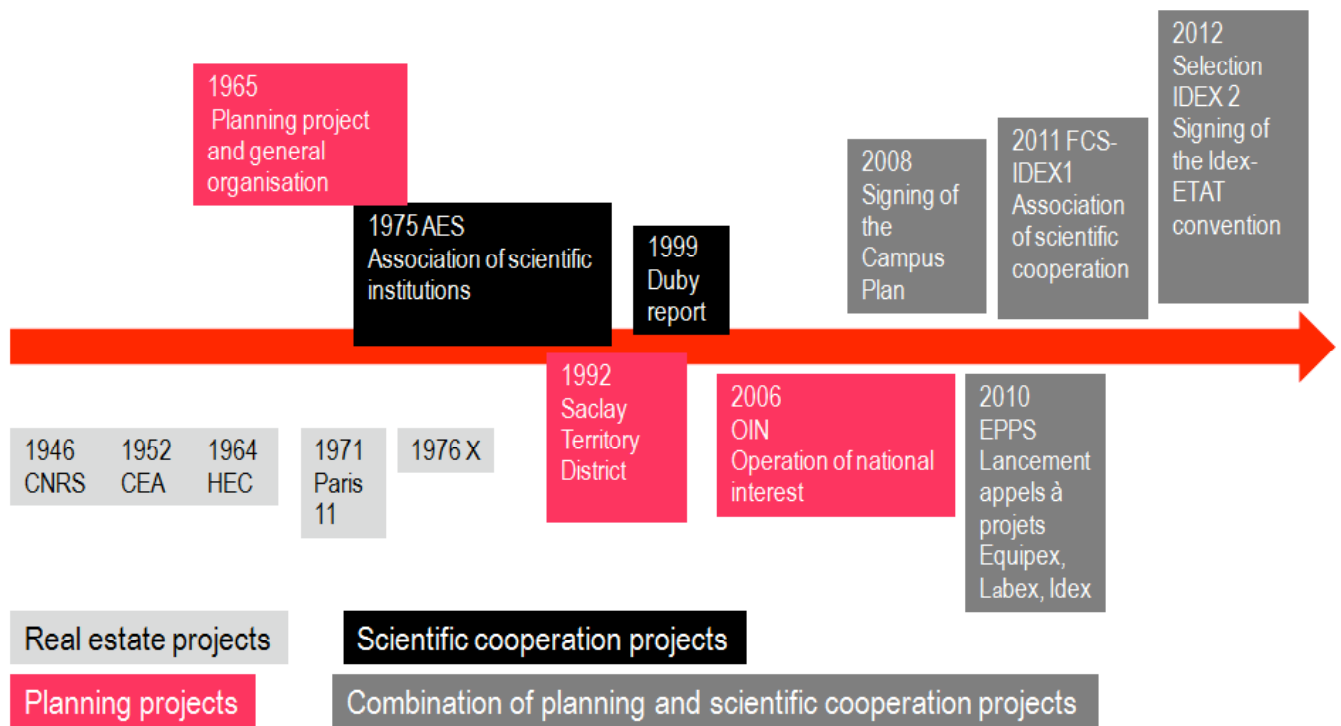 1965
Planning project
and general
organisation
1975 AES
Association of scientific
institutions
1999
Duby
report
2008
Signing of
the
Campus
Plan
2011 FCS-
IDEX1
Association
of scientific
cooperation
2012
Selection
IDEX 2
Signing of
the Idex-
ETAT
convention
1946
CNRS
1952
CEA
1964
HEC
1971
Paris
11
1976 X
1992
Saclay
Territory
District
2006
OIN
Operation of national
interest
2010
EPPS
Lancement
appels à
projets
Equipex,
Labex, Idex
Real estate projects
Scientific cooperation projects
Planning projects
Combination of planning and scientific cooperation projects